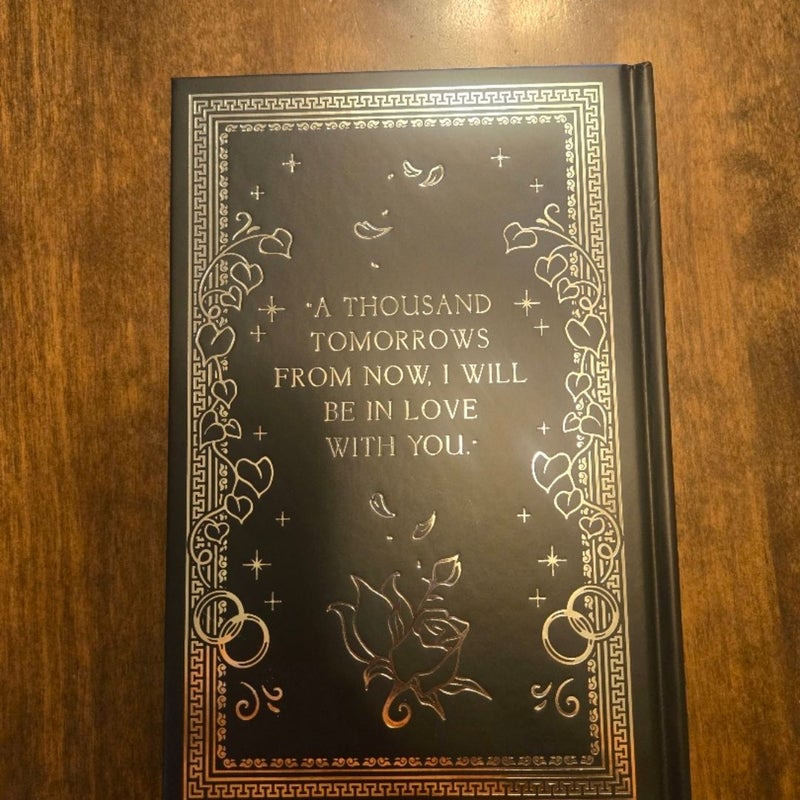 "A THOUSAND
TOMORROWS
FROM NOW, I WILL
BE IN LOVE
WITH YOU."